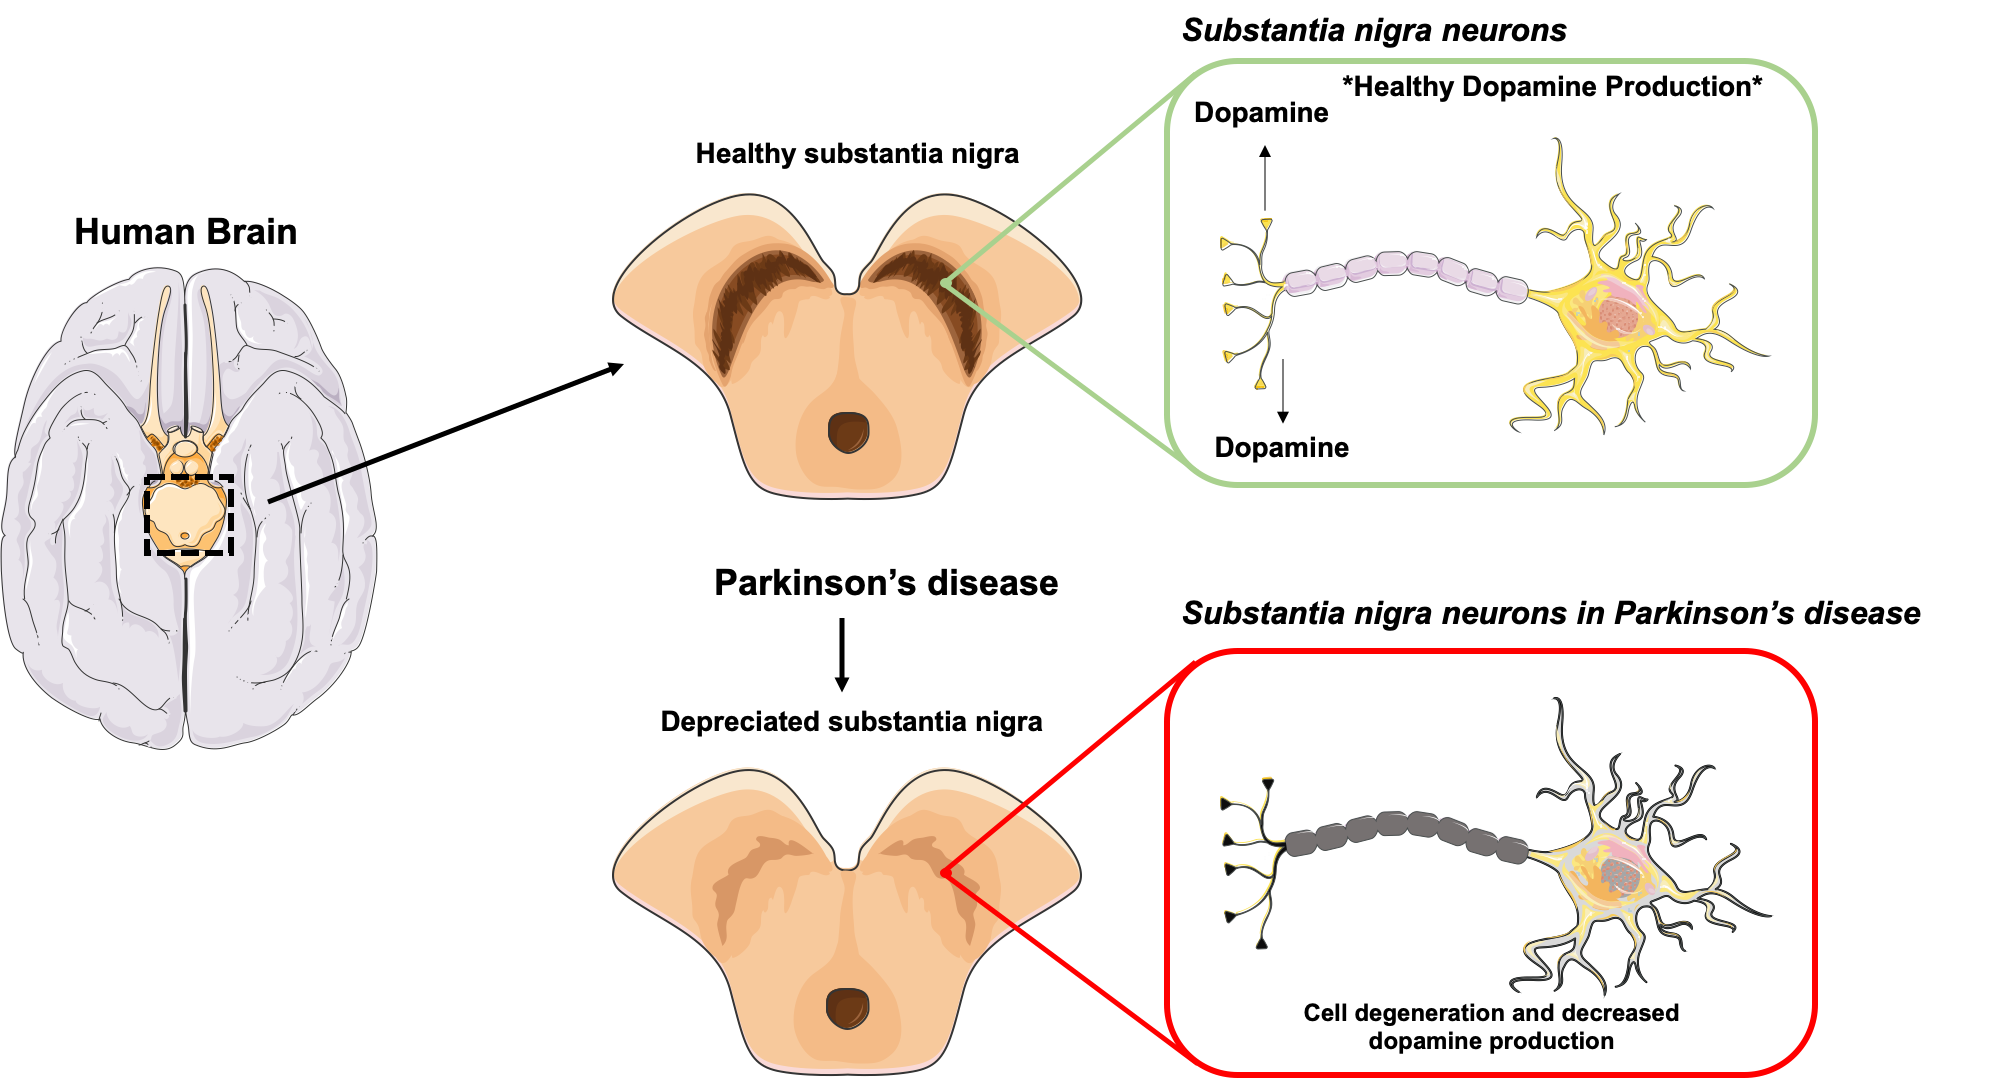 Substantia nigra neurons
*Healthy Dopamine Production*
Dopamine
Healthy substantia nigra
Human Brain
Dopamine
Parkinson’s disease
Substantia nigra neurons in Parkinson’s disease
Depreciated substantia nigra
Cell degeneration and decreased
dopamine production